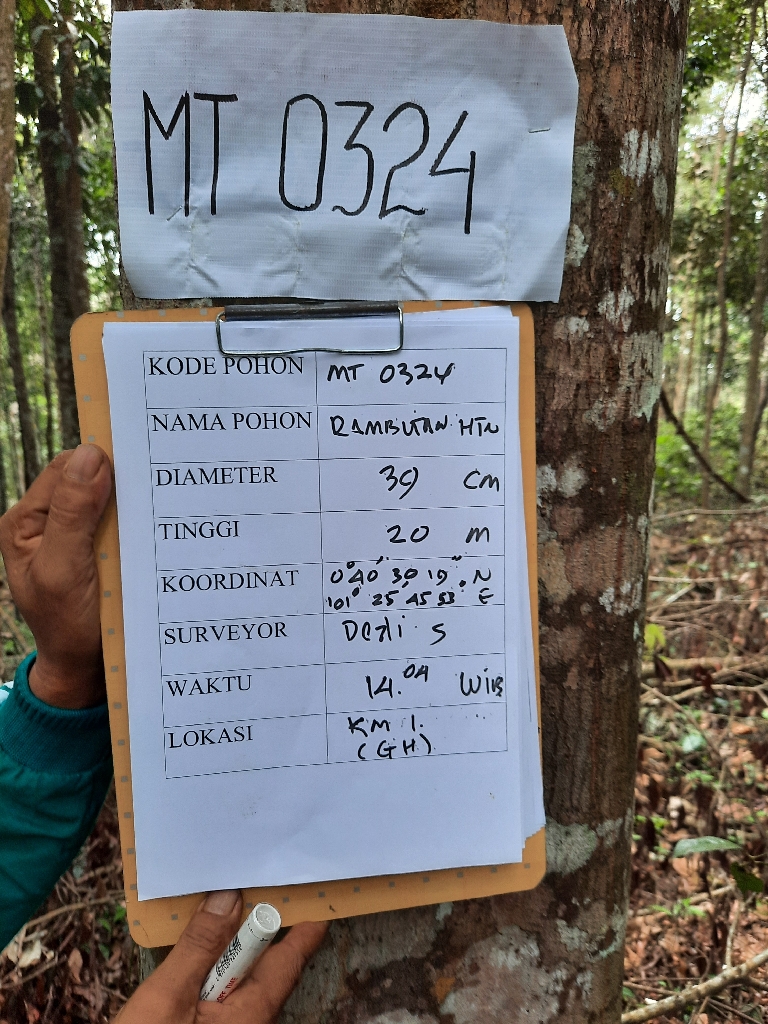 MT 0324
KODE POHON MT 0324
NAMA POHON RAMBUTAN HTN
DIAMETER 39 CM
TINGGI 20 M
KOORDINAT 0° 40' 30 19" N
101° 25' 45 53" E
SURVEYOR S
WAKTU 14.04 WIB
LOKASI KM 1.
(GH)